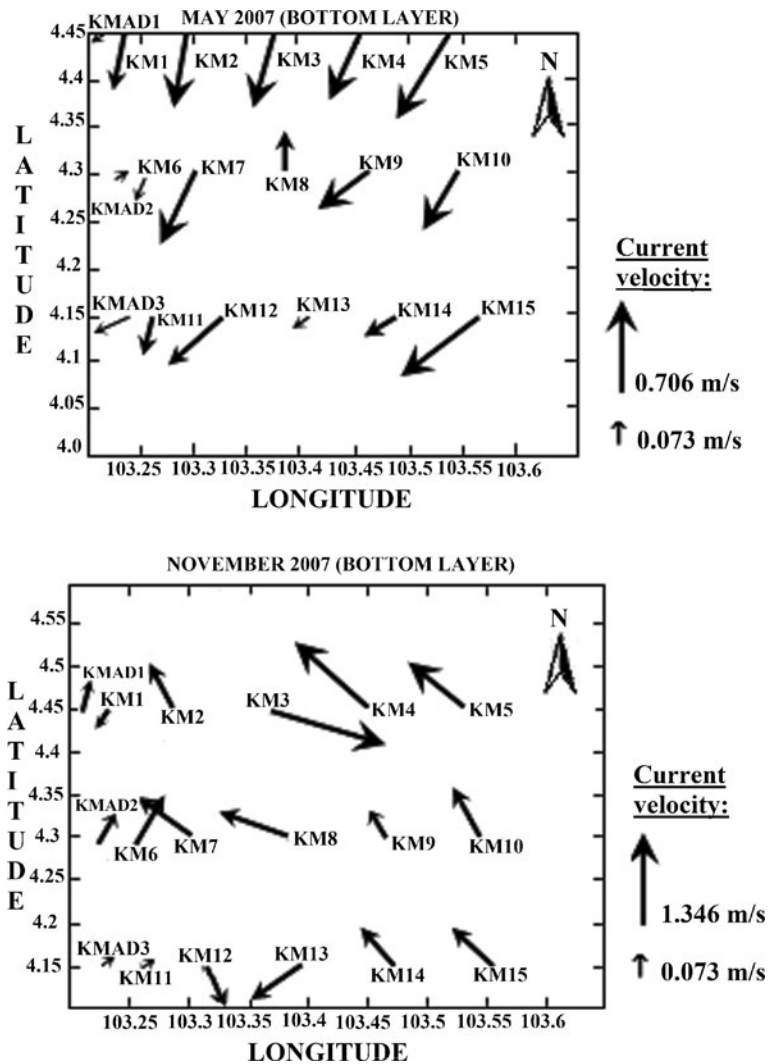 MAY 2007 (BOTTOM LAYER)
KMAD1
KM1 KM2 KM3 KM4 KM5
KM6 KM7 KM8 KM9 KM10
KMAD2
KMAD3 KM11 KM12 KM13 KM14 KM15
N
LATITUDE
4.45
4.4
4.35
4.3
4.25
4.2
4.15
4.1
4.05
4.0
103.25 103.3 103.35 103.4 103.45 103.5 103.55 103.6
LONGITUDE
Current
velocity:
0.706 m/s
0.073 m/s
NOVEMBER 2007 (BOTTOM LAYER)
N
KMAD1
KM1 KM2 KM3 KM4 KM5
KMAD2
KM6 KM7 KM8 KM9 KM10
KMAD3 KM11 KM12 KM13 KM14 KM15
LATITUDE
4.55
4.5
4.45
4.4
4.35
4.3
4.25
4.2
4.15
103.25 103.3 103.35 103.4 103.45 103.5 103.55 103.6
LONGITUDE
Current
velocity:
1.346 m/s
0.073 m/s